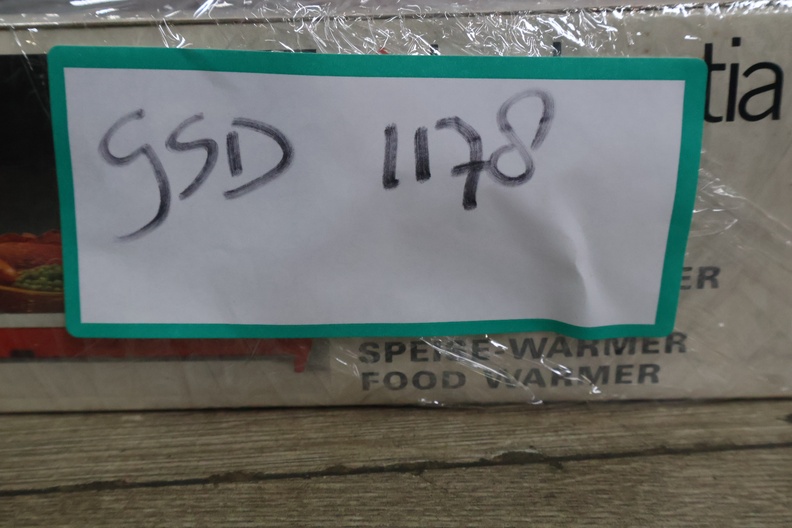 GSD 1178
tia
ER
SPEISE-WARMER
FOOD WARMER